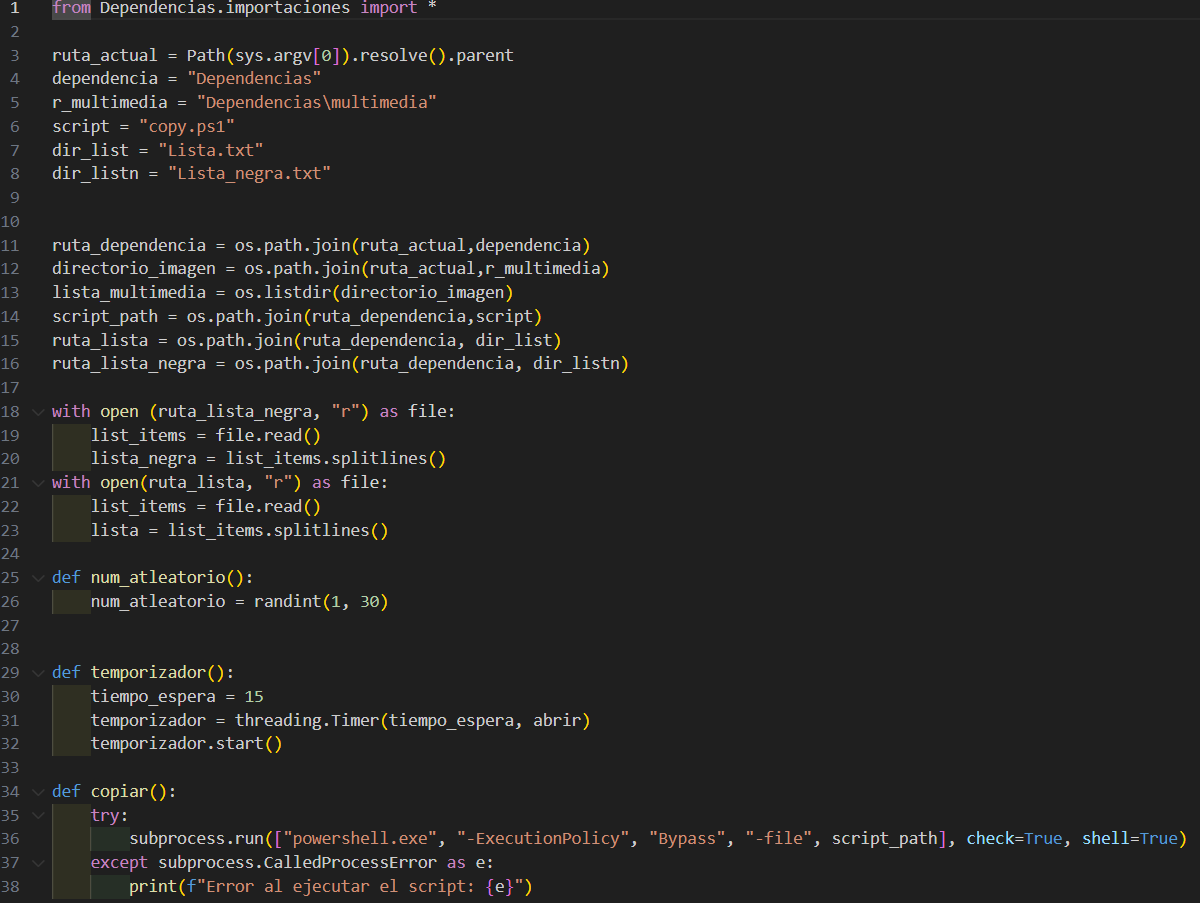 1 from Dependencias.importaciones import *
2
3 ruta_actual = Path(sys.argv[0]).resolve().parent
4 dependencia = "Dependencias"
5 r_multimedia = "Dependencias\multimedia"
6 script = "copy.ps1"
7 dir_list = "Lista.txt"
8 dir_listn = "Lista_negra.txt"
9
10
11 ruta_dependencia = os.path.join(ruta_actual,dependencia)
12 directorio_imagen = os.path.join(ruta_actual,r_multimedia)
13 lista_multimedia = os.listdir(directorio_imagen)
14 script_path = os.path.join(ruta_dependencia,script)
15 ruta_lista = os.path.join(ruta_dependencia, dir_list)
16 ruta_lista_negra = os.path.join(ruta_dependencia, dir_listn)
17
18 with open (ruta_lista_negra, "r") as file:
19     list_items = file.read()
20     lista_negra = list_items.splitlines()
21 with open(ruta_lista, "r") as file:
22     list_items = file.read()
23     lista = list_items.splitlines()
24
25 def num_atleatorio():
26     num_atleatorio = randint(1, 30)
27
28
29 def temporizador():
30     tiempo_espera = 15
31     temporizador = threading.Timer(tiempo_espera, abrir)
32     temporizador.start()
33
34 def copiar():
35     try:
36         subprocess.run(["powershell.exe", "-ExecutionPolicy", "Bypass", "-file", script_path], check=True, shell=True)
37     except subprocess.CalledProcessError as e:
38         print(f"Error al ejecutar el script: {e}")